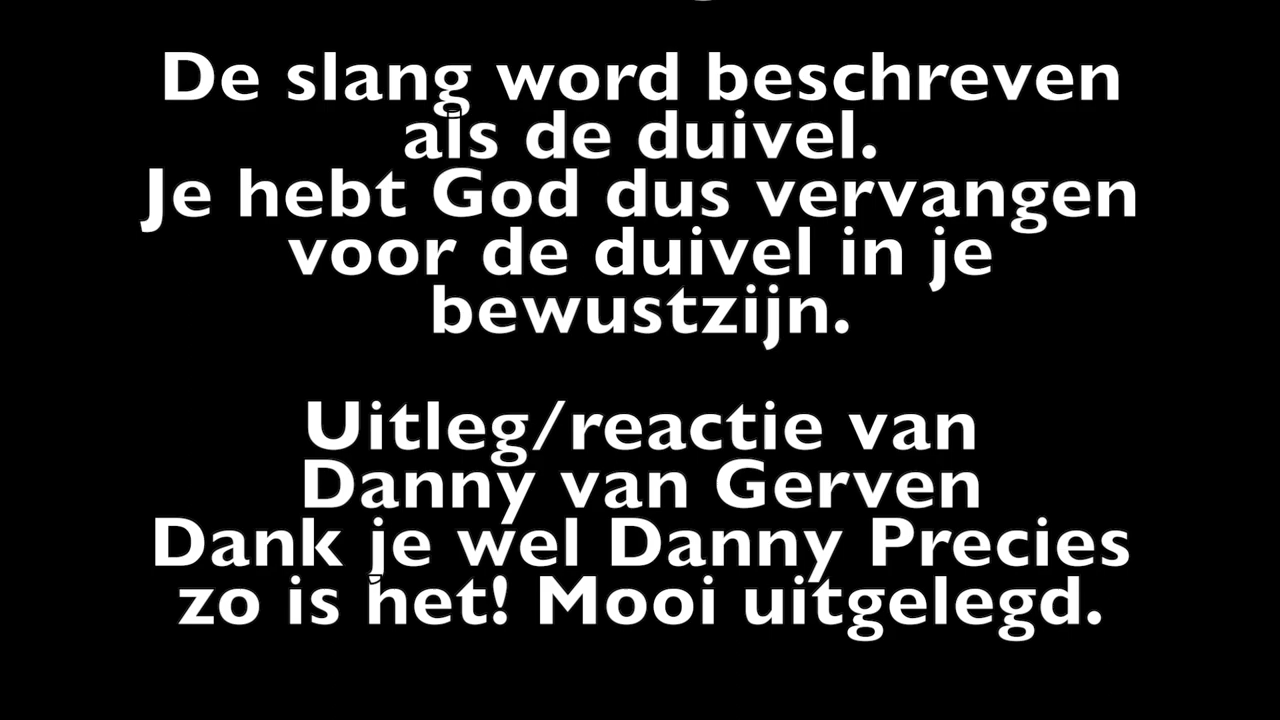 De slang word beschreven
als de duivel.
Je hebt God dus vervangen
voor de duivel in je
bewustzijn.
Uitleg/reactie van
Danny van Gerven
Dank je wel Danny Precies
zo is het! Mooi uitgelegd.